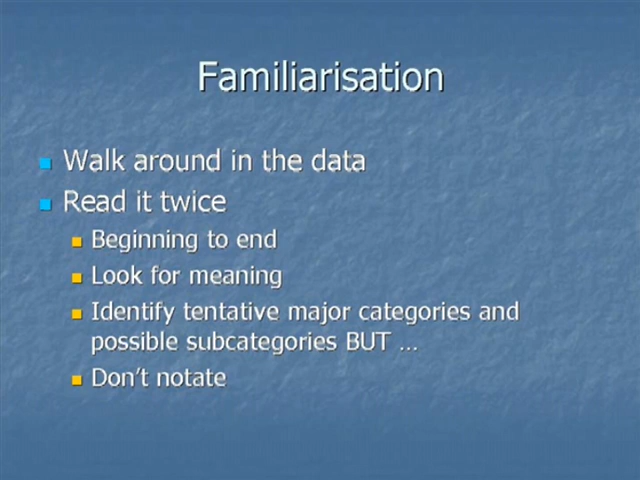 Familiarisation
Walk around in the data
Read it twice
Beginning to end
Look for meaning
Identify tentative major categories and
possible subcategories BUT ...
Don't notate